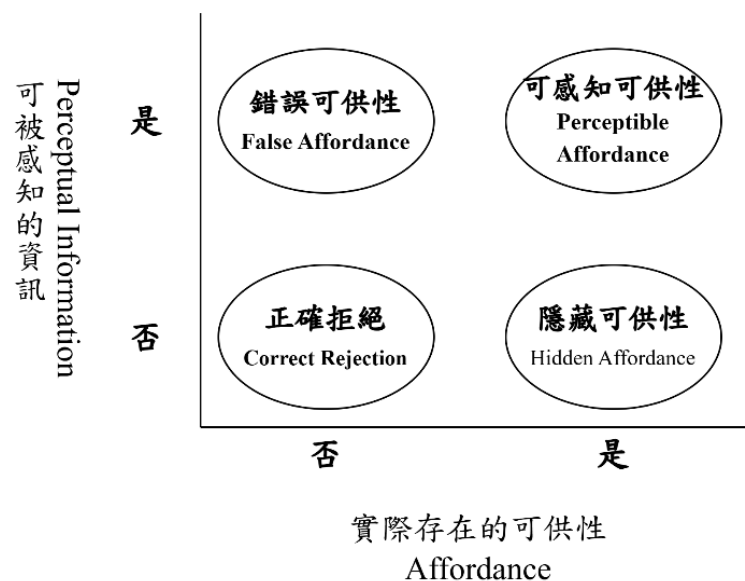 可被感知的資訊
Perceptual Information
是
錯誤可供性
False Affordance
可感知可供性
Perceptible
Affordance
否
正確拒絕
Correct Rejection
隱藏可供性
Hidden Affordance
否
是
實際存在的可供性
Affordance